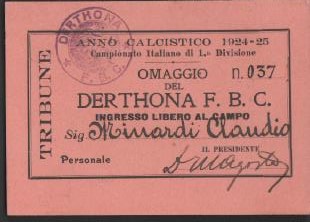 DERTHONA
F. B. C.
ANNO CALCISTICO 1924-25
Campionato Italiano di I.a Divisione
TRIBUNE
OMAGGIO n. 037
DEL
DERTHONA F. B. C.
INGRESSO LIBERO AL CAMPO
Sig. Minardi Claudio
Personale
IL PRESIDENTE